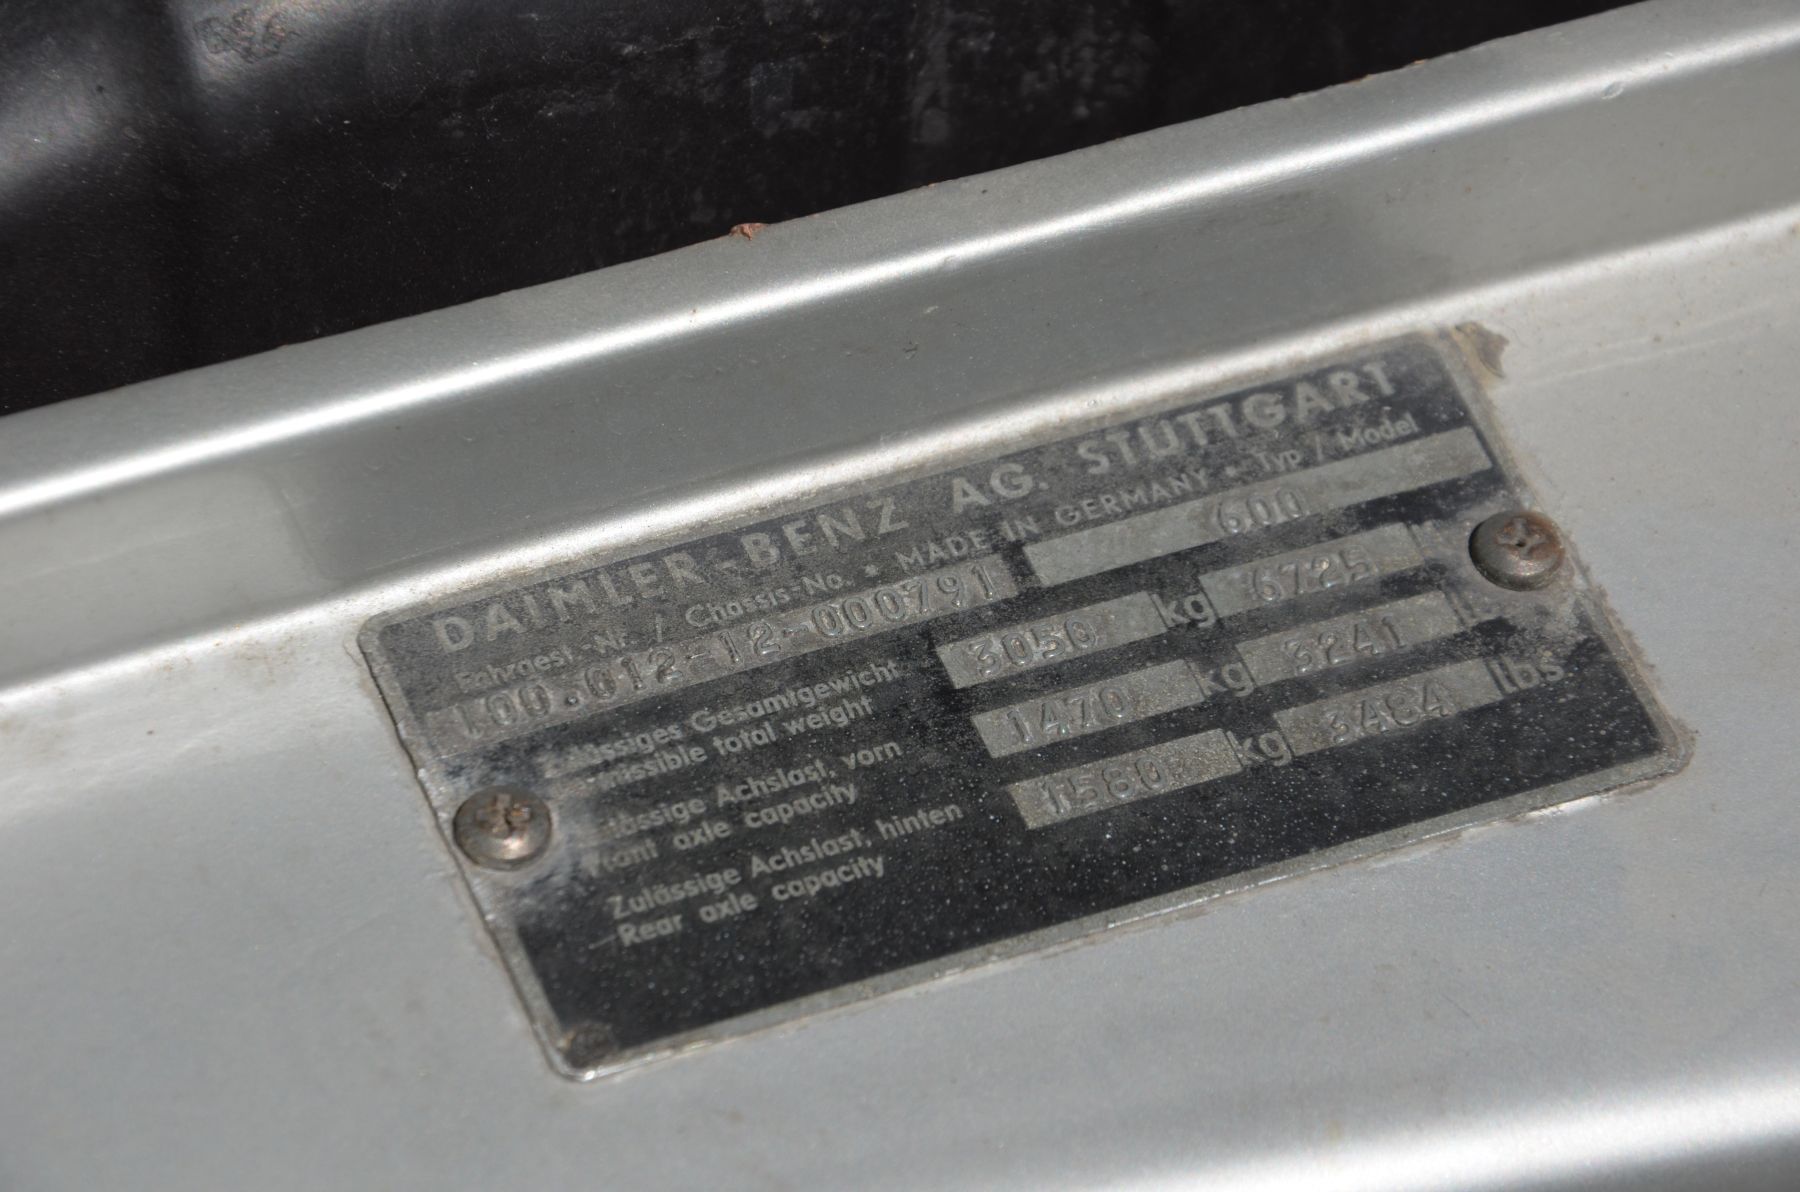 DAIMLER-BENZ AG. STUTTGART
Fahrgest.-Nr. / Chassis-No. • MADE IN GERMANY • Typ / Model
100.012-12-000791 600
Zulässiges Gesamtgewicht
Permissible total weight 3050 kg 6725
Zulässige Achslast, vorn
Front axle capacity 1470 kg 3241
Zulässige Achslast, hinten
Rear axle capacity 1580 kg 3484 lbs.